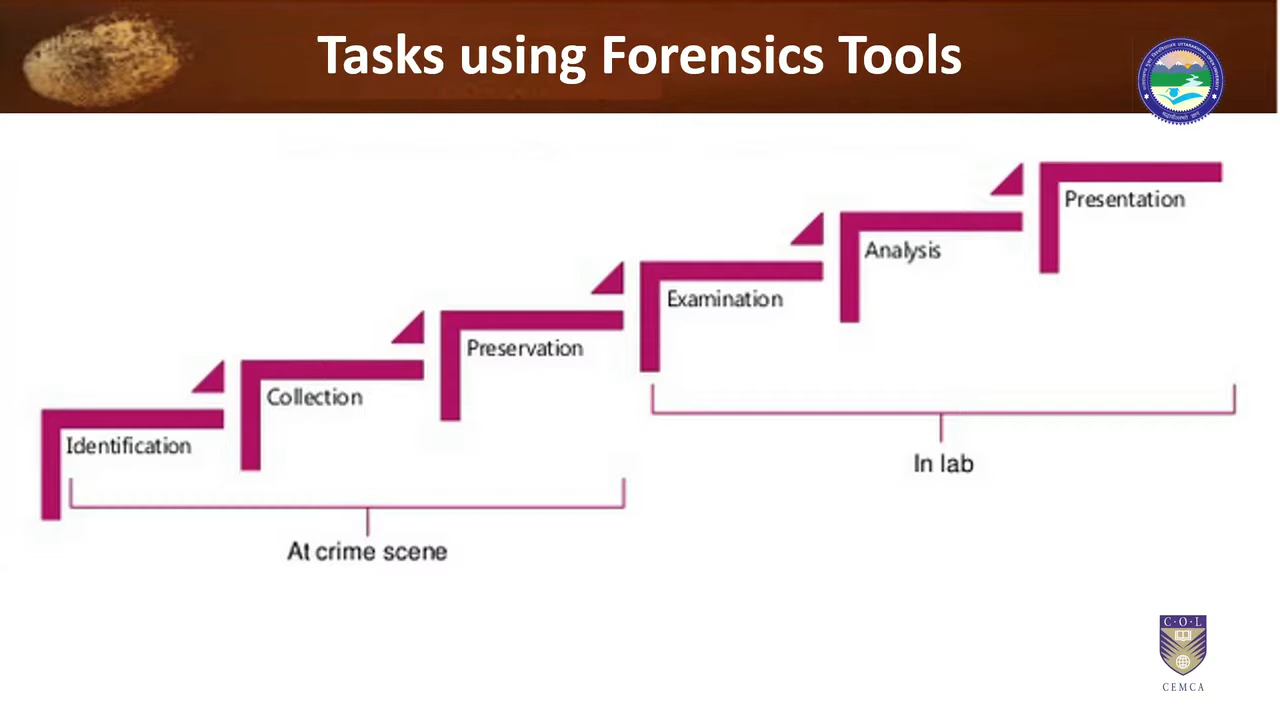 Tasks using Forensics Tools
Presentation
Analysis
Examination
Preservation
Collection
Identification
In lab
At crime scene
C·O·L
CEMCA